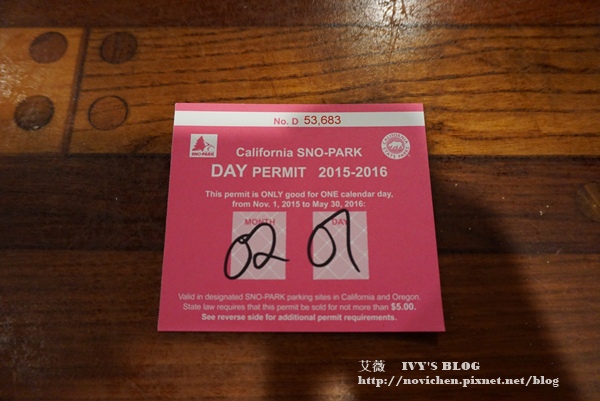 No. D 53,683
SNO-PARK
California SNO-PARK
DAY PERMIT 2015-2016
This permit is ONLY good for ONE calendar day,
from Nov. 1, 2015 to May 30, 2016:
MONTH DAY
02 07
Valid in designated SNO-PARK parking sites in California and Oregon.
State law requires that this permit be sold for not more than $5.00.
See reverse side for additional permit requirements.
艾薇 IVY'S BLOG
http://novichen.pixnet.net/blog